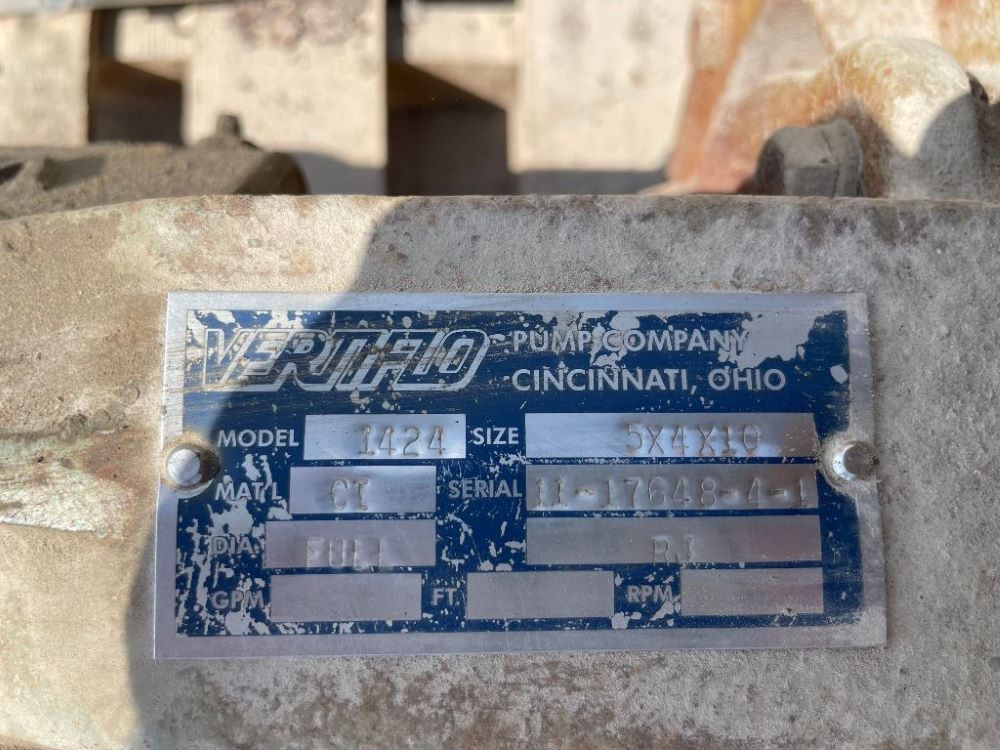 VERTIFLO PUMP COMPANY
CINCINNATI, OHIO
MODEL 1424 SIZE 5X4X10
MAT'L CI SERIAL 11-17648-4-1
DIA. FULL RJ
GPM FT. RPM